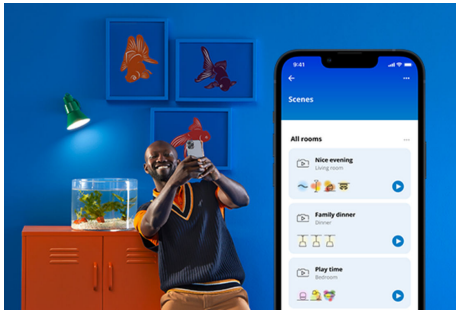 9:41
Scenes
All rooms
Nice evening
Living room
Family dinner
Dinner
Play time
Bedroom